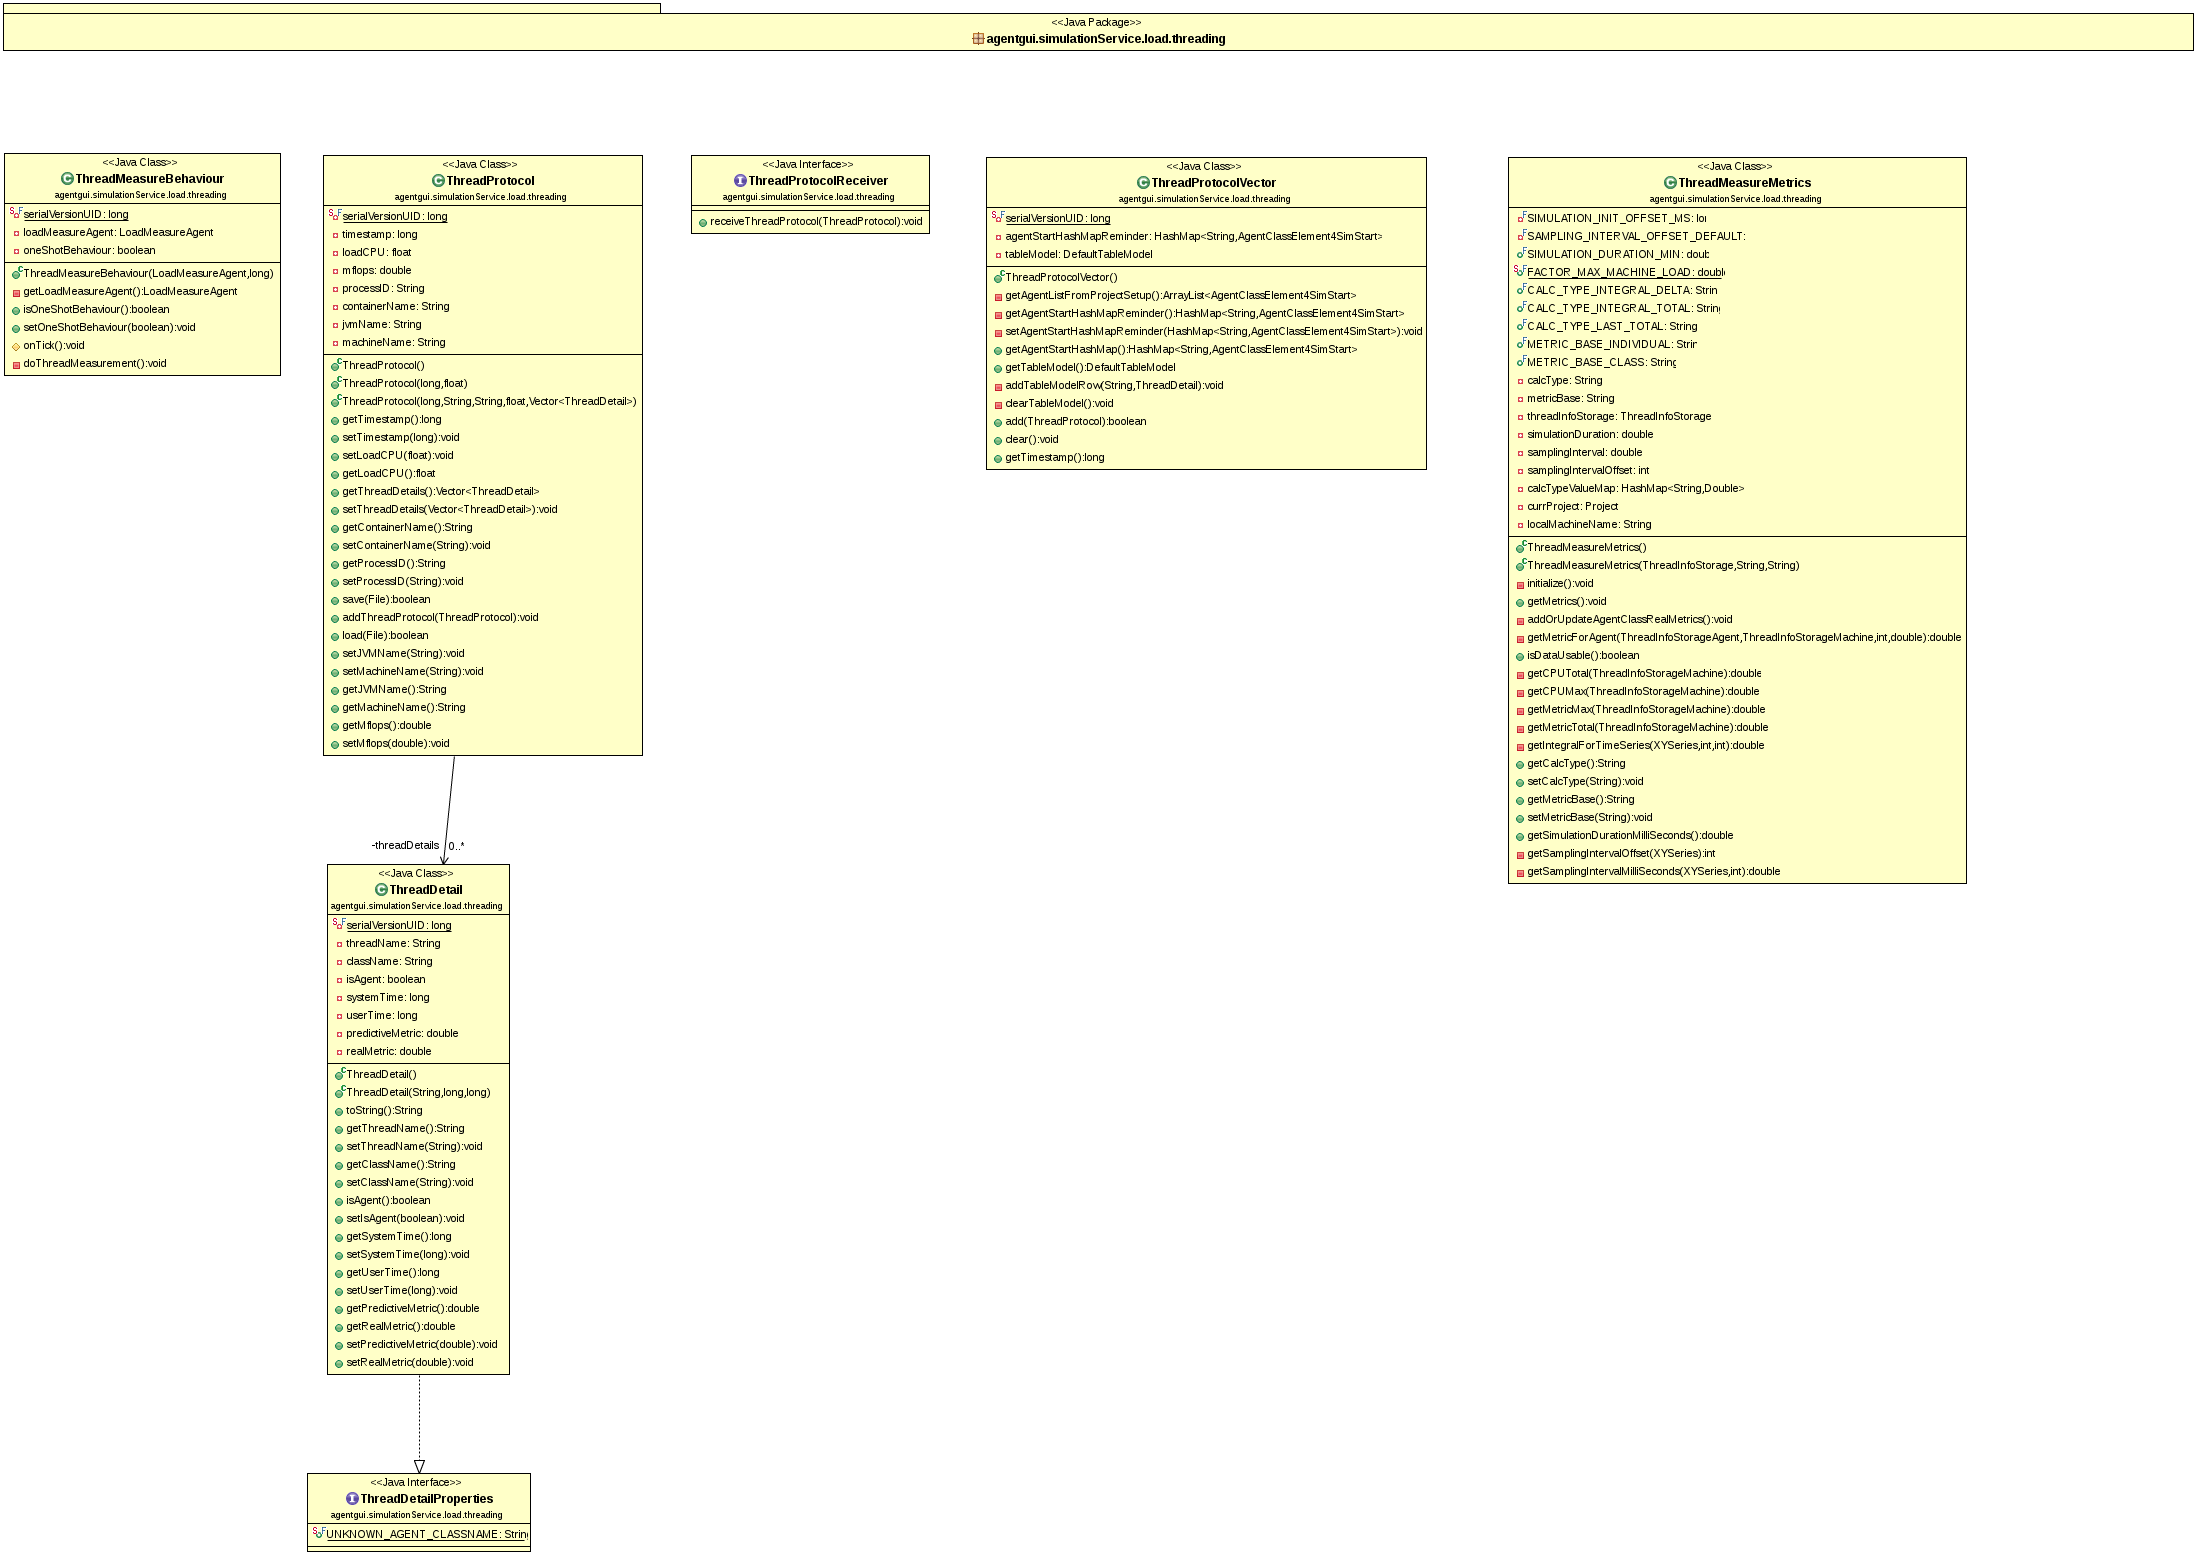 <<Java Package>>
agentgui.simulationService.load.threading
<<Java Class>>
ThreadMeasureBehaviour
agentgui.simulationService.load.threading
serialVersionUID: long
loadMeasureAgent: LoadMeasureAgent
oneShotBehaviour: boolean
ThreadMeasureBehaviour(LoadMeasureAgent,long)
getLoadMeasureAgent():LoadMeasureAgent
isOneShotBehaviour():boolean
setOneShotBehaviour(boolean):void
onTick():void
doThreadMeasurement():void
<<Java Class>>
ThreadProtocol
agentgui.simulationService.load.threading
serialVersionUID: long
timestamp: long
loadCPU: float
mflops: double
processID: String
containerName: String
jvmName: String
machineName: String
ThreadProtocol()
ThreadProtocol(long,float)
ThreadProtocol(long,String,String,float,Vector<ThreadDetail>)
getTimestamp():long
setTimestamp(long):void
setLoadCPU(float):void
getLoadCPU():float
getThreadDetails():Vector<ThreadDetail>
setThreadDetails(Vector<ThreadDetail>):void
getContainerName():String
setContainerName(String):void
getProcessID():String
setProcessID(String):void
save(File):boolean
addThreadProtocol(ThreadProtocol):void
load(File):boolean
setJVMName(String):void
setMachineName(String):void
getJVMName():String
getMachineName():String
getMflops():double
setMflops(double):void
<<Java Interface>>
ThreadProtocolReceiver
agentgui.simulationService.load.threading
receiveThreadProtocol(ThreadProtocol):void
<<Java Class>>
ThreadProtocolVector
agentgui.simulationService.load.threading
serialVersionUID: long
agentStartHashMapReminder: HashMap<String,AgentClassElement4SimStart>
tableModel: DefaultTableModel
ThreadProtocolVector()
getAgentListFromProjectSetup():ArrayList<AgentClassElement4SimStart>
getAgentStartHashMapReminder():HashMap<String,AgentClassElement4SimStart>
setAgentStartHashMapReminder(HashMap<String,AgentClassElement4SimStart>):void
getAgentStartHashMap():HashMap<String,AgentClassElement4SimStart>
getTableModel():DefaultTableModel
addTableModelRow(String,ThreadDetail):void
clearTableModel():void
add(ThreadProtocol):boolean
clear():void
getTimestamp():long
<<Java Class>>
ThreadMeasureMetrics
agentgui.simulationService.load.threading
SIMULATION_INIT_OFFSET_MS: lo
SAMPLING_INTERVAL_OFFSET_DEFAULT:
SIMULATION_DURATION_MIN: doub
FACTOR_MAX_MACHINE_LOAD: doubl
CALC_TYPE_INTEGRAL_DELTA: Strin
CALC_TYPE_INTEGRAL_TOTAL: String
CALC_TYPE_LAST_TOTAL: String
METRIC_BASE_INDIVIDUAL: Strin
METRIC_BASE_CLASS: String
calcType: String
metricBase: String
threadInfoStorage: ThreadInfoStorage
simulationDuration: double
samplingInterval: double
samplingIntervalOffset: int
calcTypeValueMap: HashMap<String,Double>
currProject: Project
localMachineName: String
ThreadMeasureMetrics()
ThreadMeasureMetrics(ThreadInfoStorage,String,String)
initialize():void
getMetrics():void
addOrUpdateAgentClassRealMetrics():void
getMetricForAgent(ThreadInfoStorageAgent,ThreadInfoStorageMachine,int,double):double
isDataUsable():boolean
getCPUTotal(ThreadInfoStorageMachine):double
getCPUMax(ThreadInfoStorageMachine):double
getMetricMax(ThreadInfoStorageMachine):double
getMetricTotal(ThreadInfoStorageMachine):double
getIntegralForTimeSeries(XYSeries,int,int):double
getCalcType():String
setCalcType(String):void
getMetricBase():String
setMetricBase(String):void
getSimulationDurationMilliSeconds():double
getSamplingIntervalOffset(XYSeries):int
getSamplingIntervalMilliSeconds(XYSeries,int):double
-threadDetails 0..*
<<Java Class>>
ThreadDetail
agentgui.simulationService.load.threading
serialVersionUID: long
threadName: String
className: String
isAgent: boolean
systemTime: long
userTime: long
predictiveMetric: double
realMetric: double
ThreadDetail()
ThreadDetail(String,long,long)
toString():String
getThreadName():String
setThreadName(String):void
getClassName():String
setClassName(String):void
isAgent():boolean
setIsAgent(boolean):void
getSystemTime():long
setSystemTime(long):void
getUserTime():long
setUserTime(long):void
getPredictiveMetric():double
getRealMetric():double
setPredictiveMetric(double):void
setRealMetric(double):void
<<Java Interface>>
ThreadDetailProperties
agentgui.simulationService.load.threading
UNKNOWN_AGENT_CLASSNAME: String